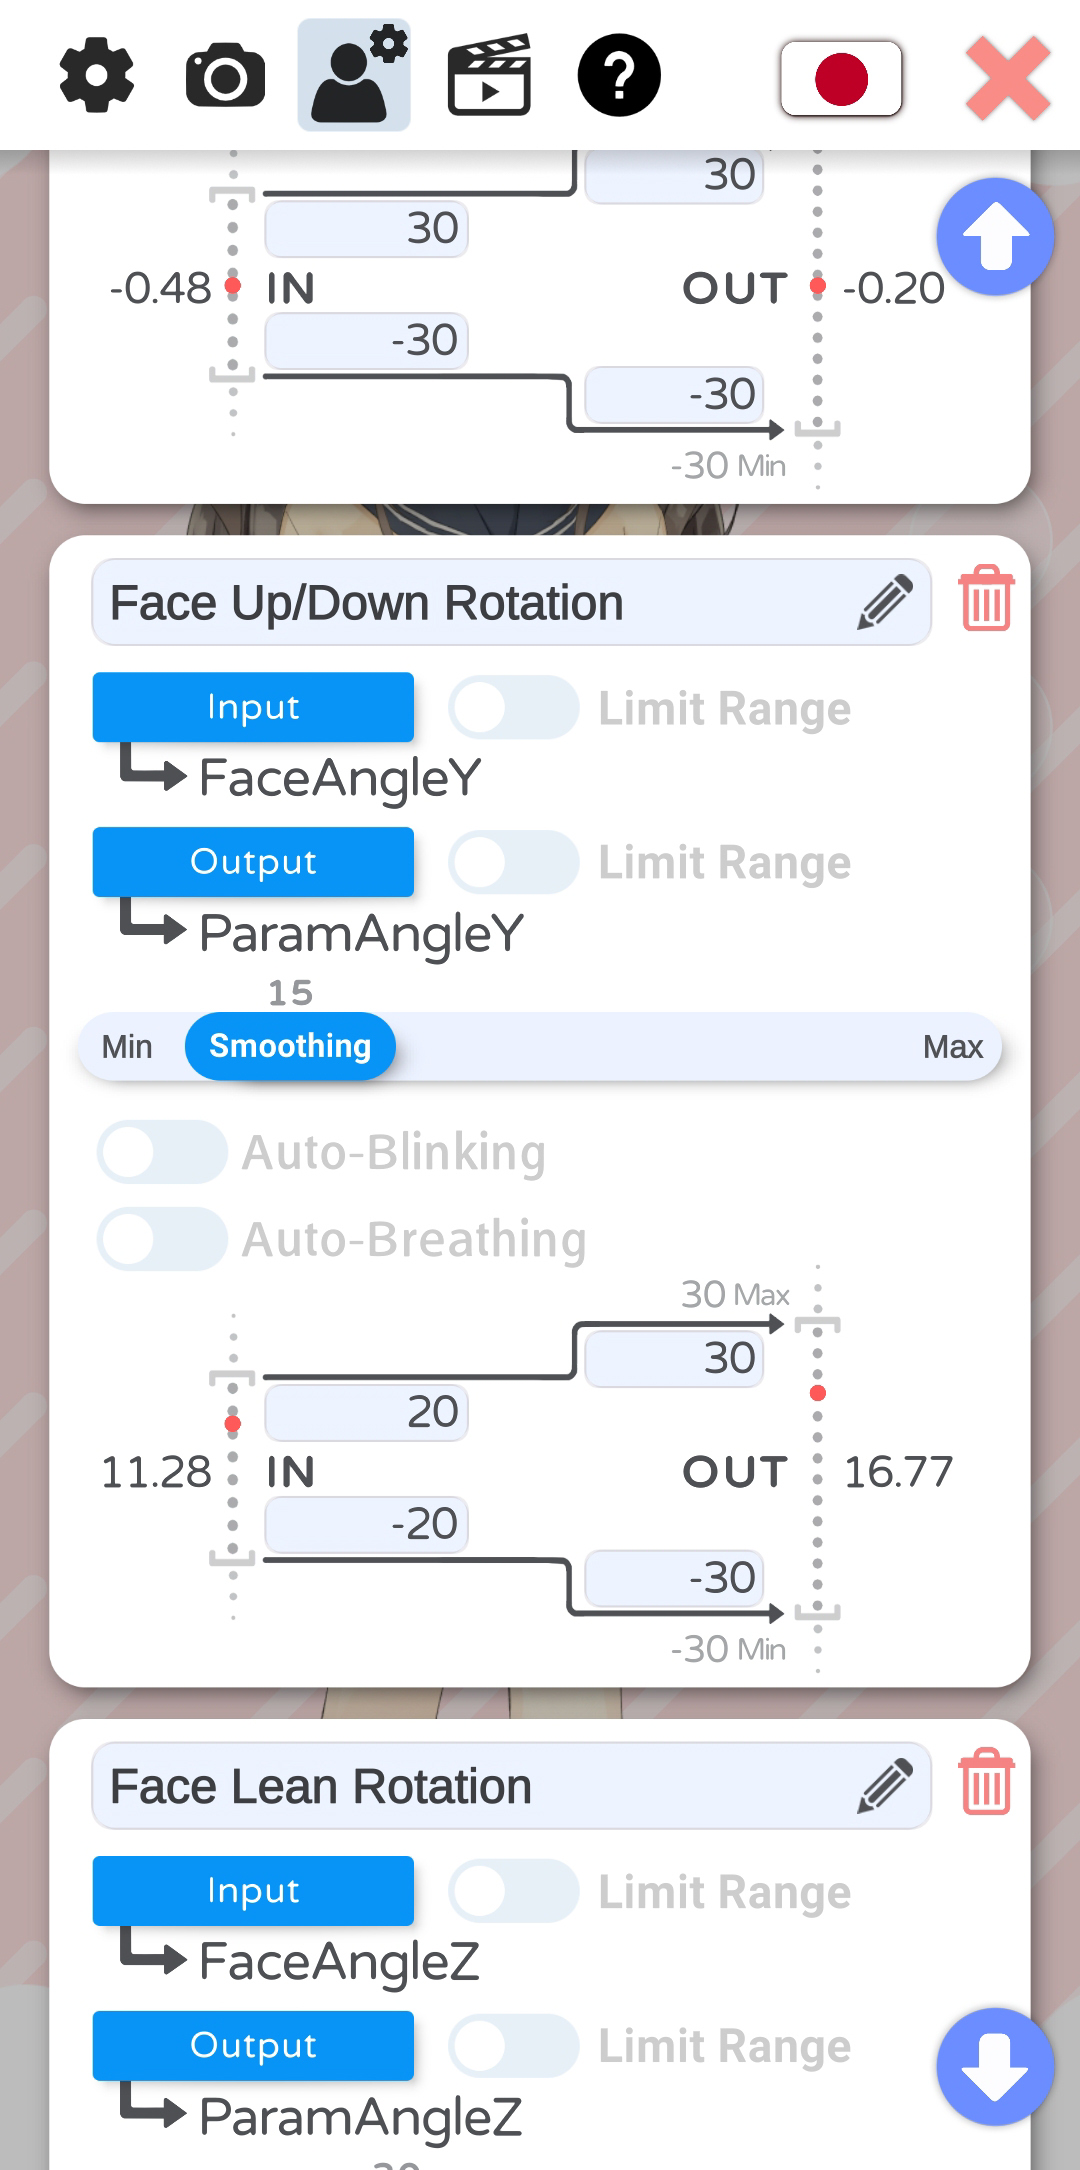 30
30
-0.48 IN OUT -0.20
-30
-30
-30 Min
Face Up/Down Rotation
Input Limit Range
FaceAngleY
Output Limit Range
ParamAngleY
15
Min Smoothing Max
Auto-Blinking
Auto-Breathing
30 Max
30
20
11.28 IN OUT 16.77
-20
-30
-30 Min
Face Lean Rotation
Input Limit Range
FaceAngleZ
Output Limit Range
ParamAngleZ